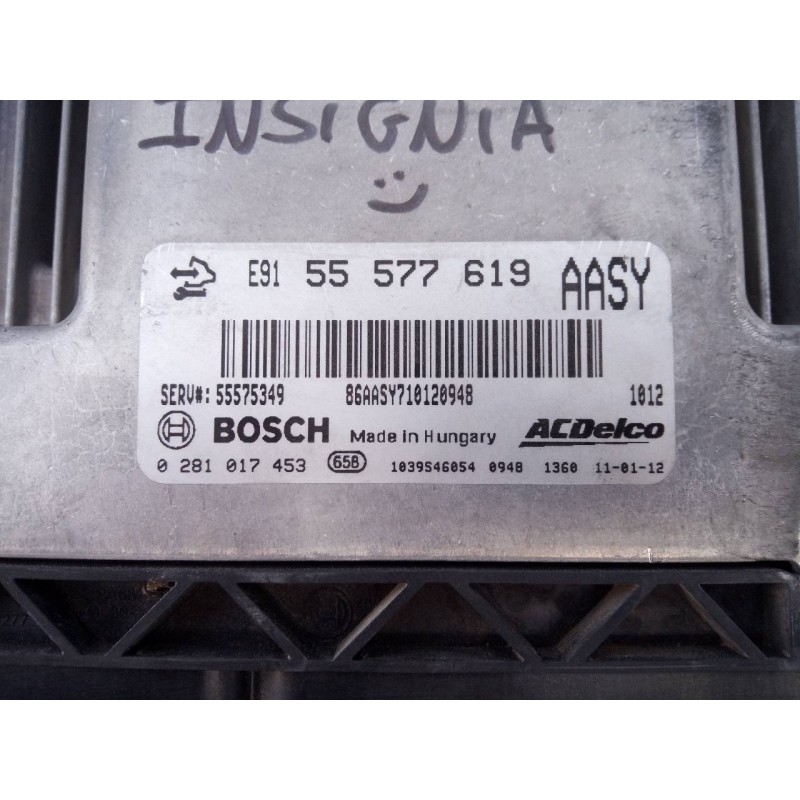 INSIGNIA
E91 55 577 619 AASY
SERV#: 55575349 86AASY710120948 1012
BOSCH Made in Hungary ACDelco
0 281 017 453 658 1039S46054 0948 1360 11-01-12
277